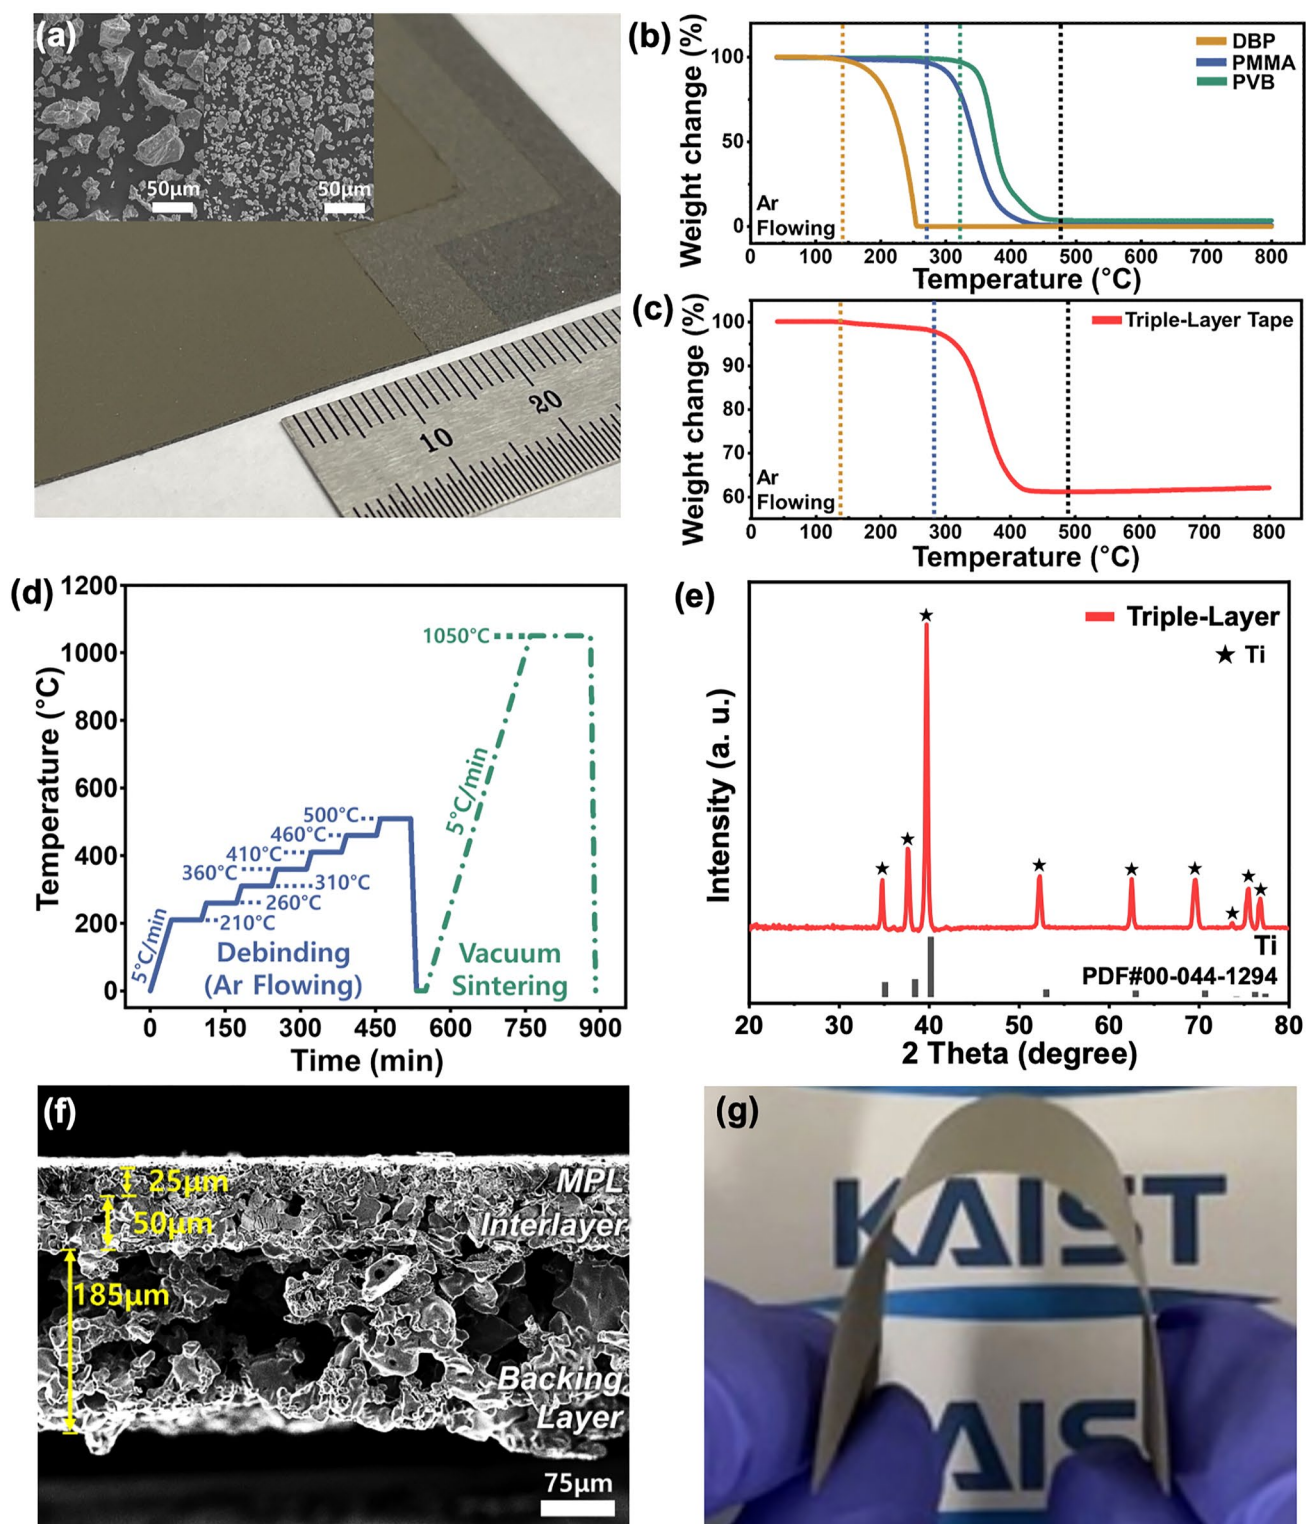 (a)
50μm
50μm
10
20
(b)
Weight change (%)
100
50
0
DBP
PMMA
PVB
Ar
Flowing
0 100 200 300 400 500 600 700 800
Temperature (°C)
(c)
Weight change (%)
100
90
80
70
60
Triple-Layer Tape
Ar
Flowing
0 100 200 300 400 500 600 700 800
Temperature (°C)
(d)
Temperature (°C)
1200
1000
800
600
400
200
0
1050°C
5°C/min
500°C
460°C
410°C
360°C
310°C
260°C
210°C
5°C/min
Debinding
(Ar Flowing)
Vacuum
Sintering
0 150 300 450 600 750 900
Time (min)
(e)
Intensity (a. u.)
Triple-Layer
★ Ti
Ti
PDF#00-044-1294
20 30 40 50 60 70 80
2 Theta (degree)
(f)
25μm
MPL
50μm
Interlayer
185μm
Backing
Layer
75μm
(g)
KAIST
AIS